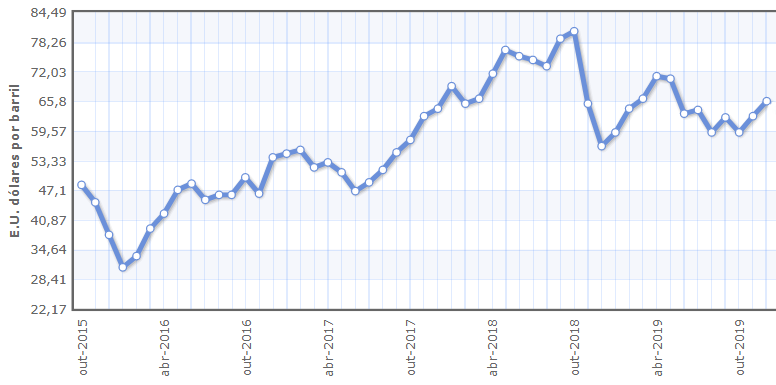 84,49
78,26
72,03
65,8
59,57
53,33
47,1
40,87
34,64
28,41
22,17
E.U. dólares por barril
out-2015
abr-2016
out-2016
abr-2017
out-2017
abr-2018
out-2018
abr-2019
out-2019